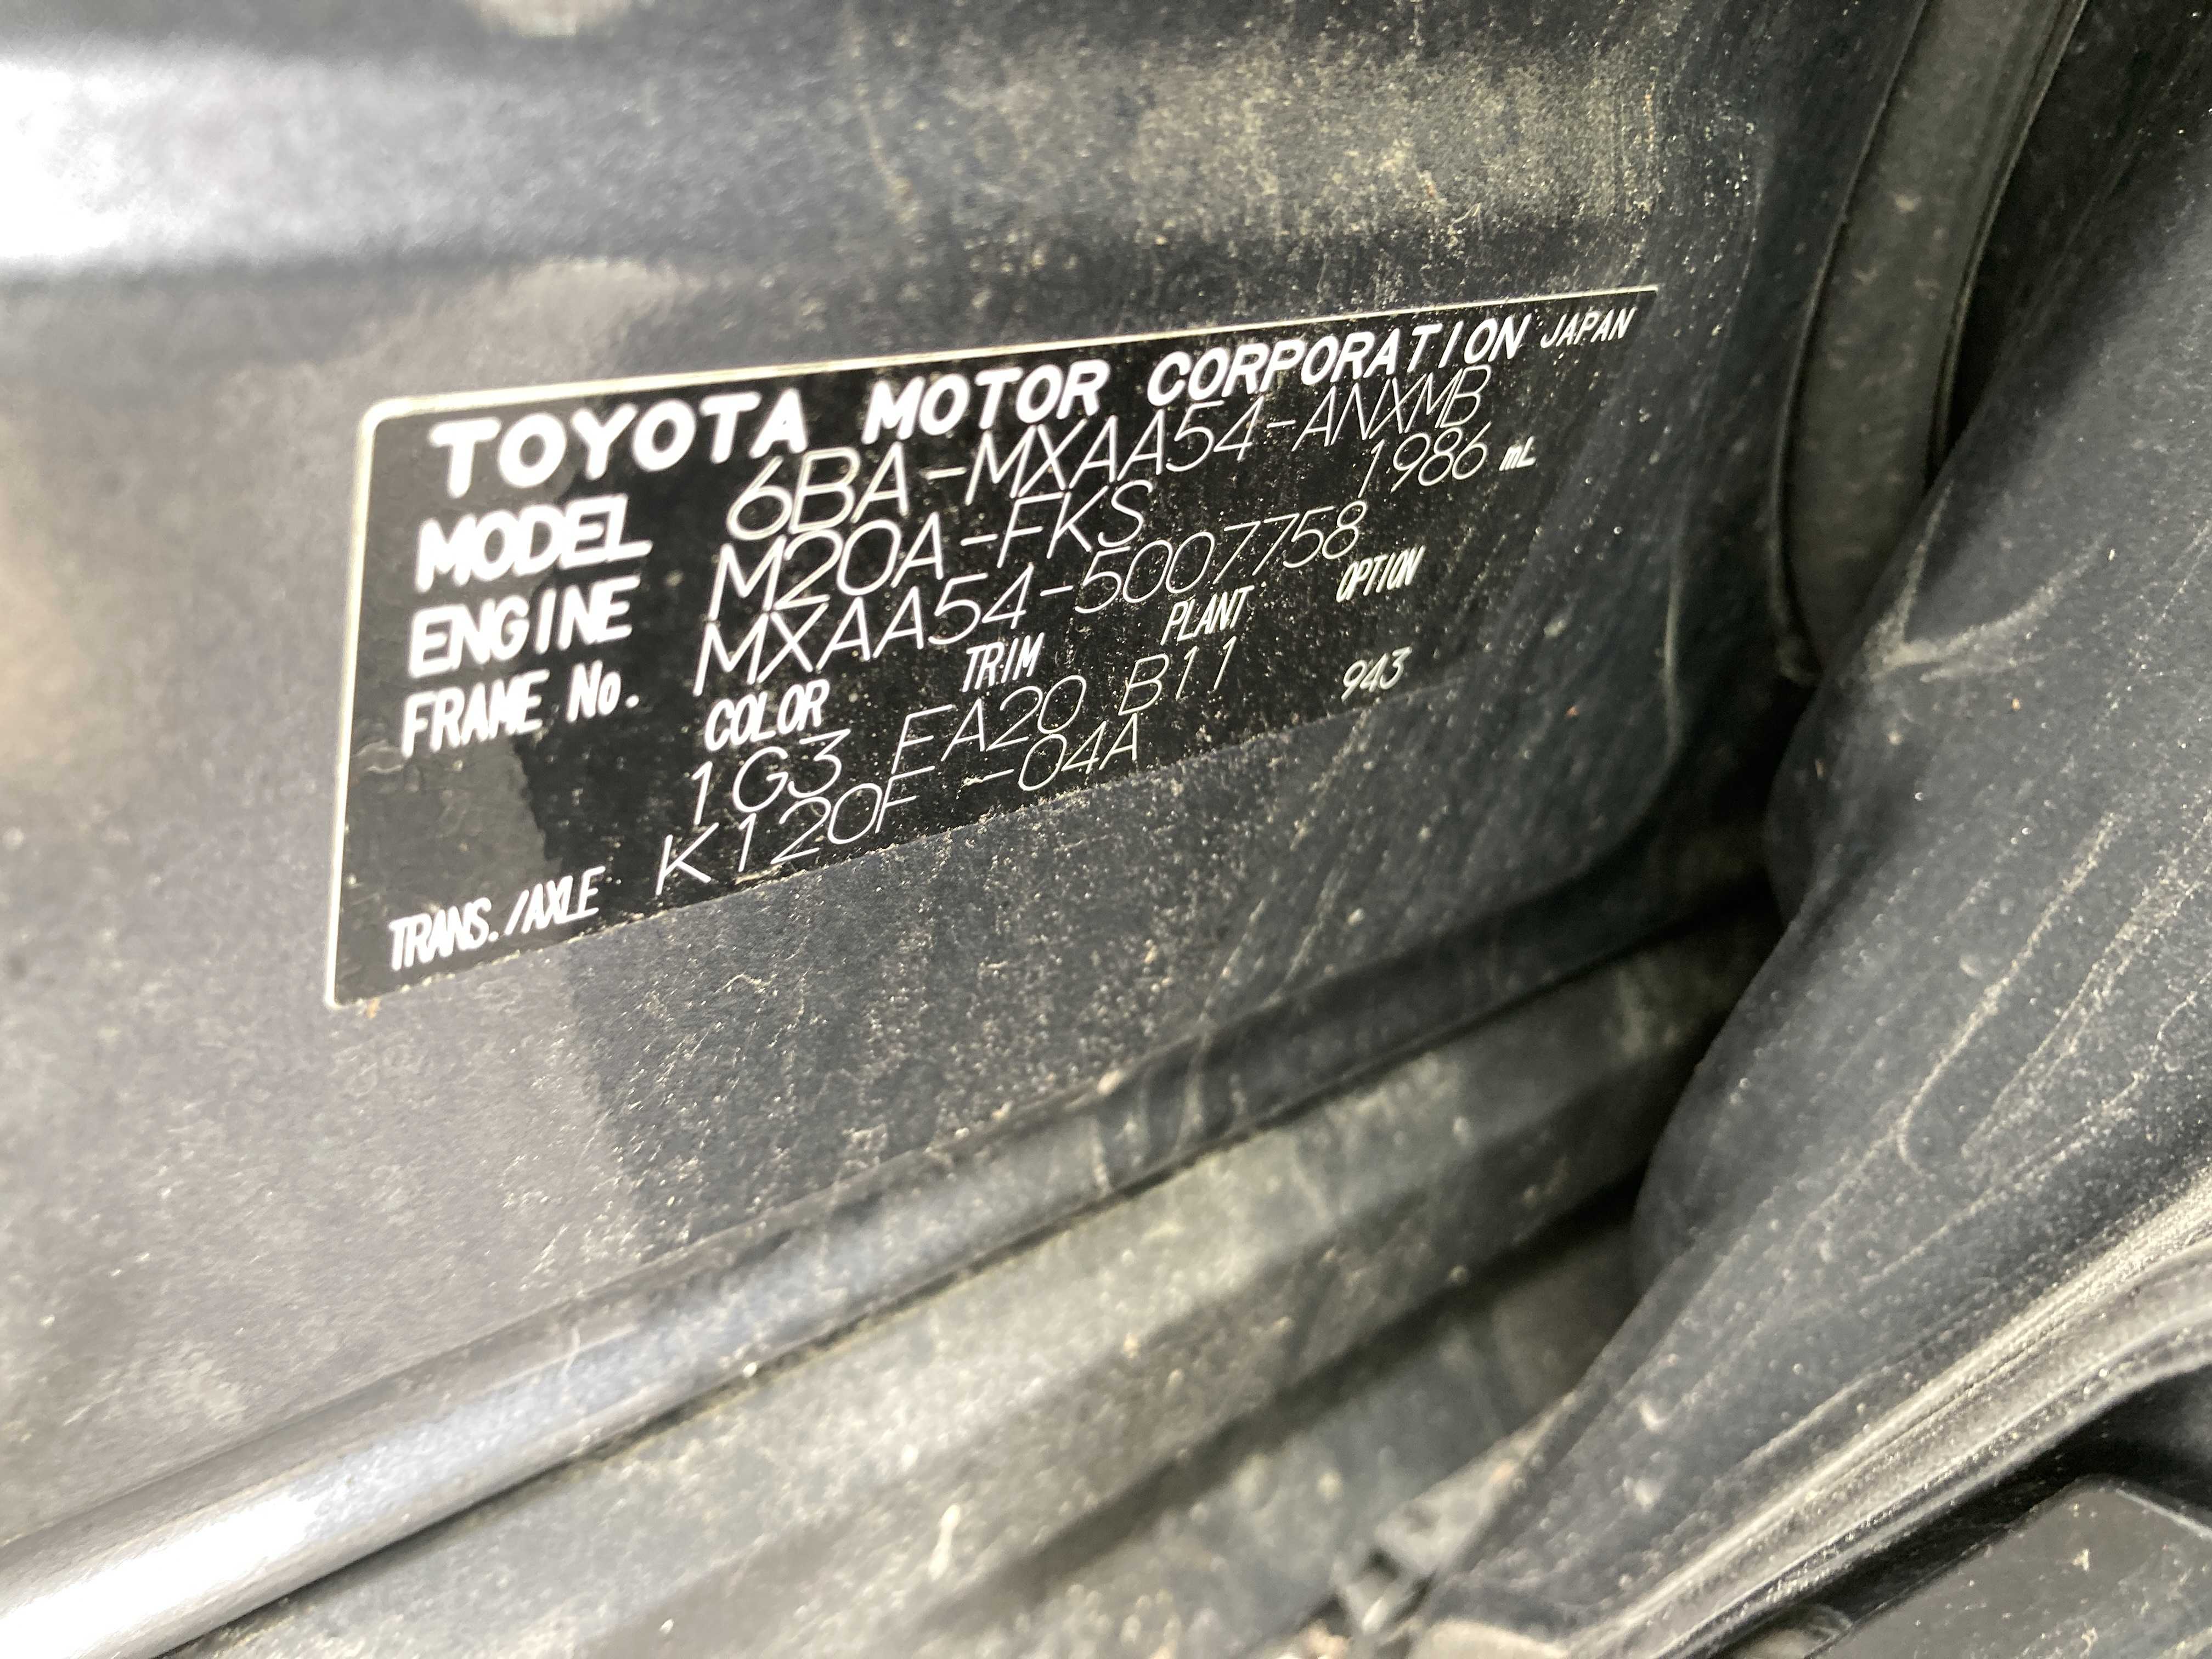 TOYOTA MOTOR CORPORATION JAPAN
MODEL 6BA-MXAA54-ANXMB
ENGINE M20A-FKS 1986 mL
FRAME No. MXAA54-5007758
COLOR TRIM PLANT OPTION
1G3 EA20 B11 943
TRANS./AXLE K120F -04A